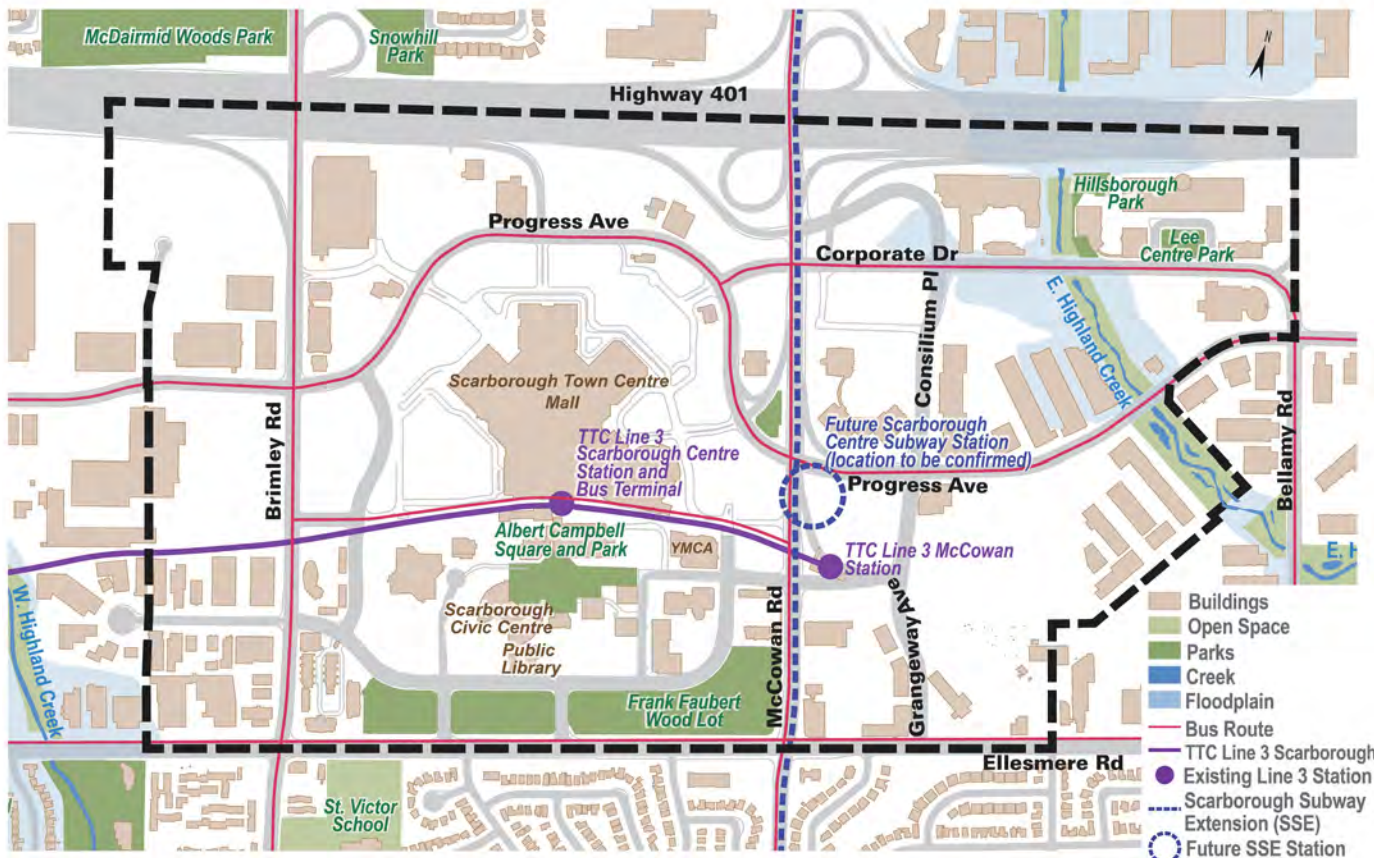 McDairmid Woods Park
Snowhill
Park
N
Highway 401
Hillsborough
Park
Progress Ave
Lee
Centre Park
Corporate Dr
Consilium Pl
E. Highland Creek
Scarborough Town Centre
Mall
Brimley Rd
TTC Line 3
Scarborough Centre
Station and
Bus Terminal
Future Scarborough
Centre Subway Station
(location to be confirmed)
Progress Ave
Bellamy Rd
Albert Campbell
Square and Park
YMCA
TTC Line 3 McCowan
Station
E. H
W. Highland Creek
Scarborough
Civic Centre
Public
Library
McCowan Rd
Grangeway Ave
Frank Faubert
Wood Lot
Ellesmere Rd
St. Victor
School
Buildings
Open Space
Parks
Creek
Floodplain
Bus Route
TTC Line 3 Scarborough
Existing Line 3 Station
Scarborough Subway
Extension (SSE)
Future SSE Station